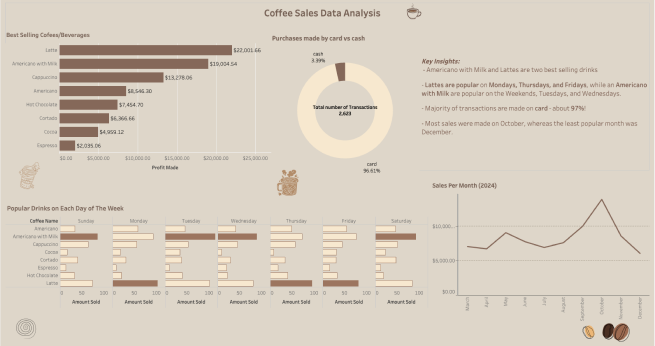 Coffee Sales Data Analysis
Best Selling Cofees/Beverages
Latte $22,001.66
Americano with Milk $19,004.54
Cappuccino $13,278.06
Americano $8,546.30
Hot Chocolate $7,454.70
Cortado $6,366.66
Cocoa $4,959.12
Espresso $2,035.06
$0.00 $5,000.00 $10,000.00 $15,000.00 $20,000.00 $25,000.00
Profit Made
Purchases made by card vs cash
cash
3.39%
Total number of Transactions
2,623
card
96.61%
Key Insights:
- Americano with Milk and Lattes are two best selling drinks.
- Lattes are popular on Mondays, Thursdays, and Fridays, while an Americano
with Milk are popular on the Weekends, Tuesdays, and Wednesdays.
- Majority of transactions are made on card - about 97%!
- Most sales were made on October, whereas the least popular month was
December.
Popular Drinks on Each Day of The Week
Coffee Name Sunday Monday Tuesday Wednesday Thursday Friday Saturday
Americano
Americano with Milk
Cappuccino
Cocoa
Cortado
Espresso
Hot Chocolate
Latte
0 50 100 0 50 100 0 50 100 0 50 100 0 50 100 0 50 100 0 50 100
Amount Sold Amount Sold Amount Sold Amount Sold Amount Sold Amount Sold Amount Sold
Sales Per Month (2024)
$10,000..
$5,000.00
$0.00
March April May June July August September October November December